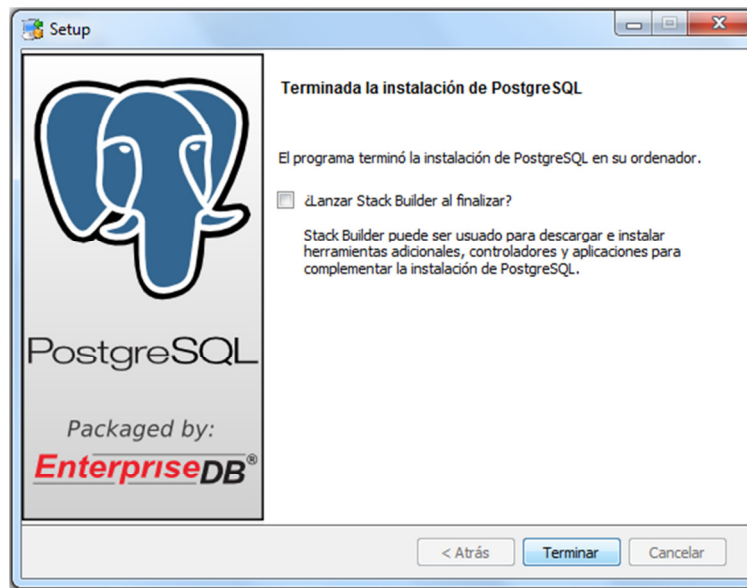 Setup
Terminada la instalación de PostgreSQL
El programa terminó la instalación de PostgreSQL en su ordenador.
¿Lanzar Stack Builder al finalizar?
Stack Builder puede ser usado para descargar e instalar
herramientas adicionales, controladores y aplicaciones para
complementar la instalación de PostgreSQL.
PostgreSQL
Packaged by:
EnterpriseDB®
< Atrás
Terminar
Cancelar